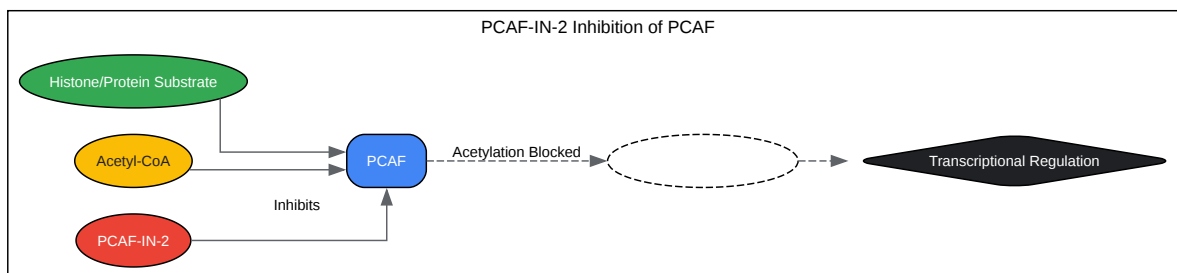 PCAF-IN-2 Inhibition of PCAF
Histone/Protein Substrate
Acetyl-CoA
PCAF
Acetylation Blocked
Transcriptional Regulation
Inhibits
PCAF-IN-2